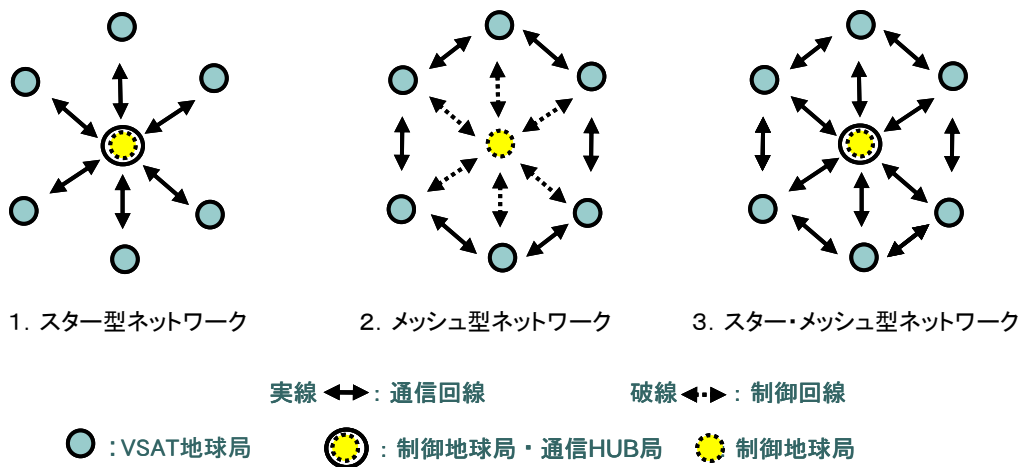 1. スター型ネットワーク
2. メッシュ型ネットワーク
3. スター・メッシュ型ネットワーク
実線 : 通信回線
破線 : 制御回線
:VSAT地球局
: 制御地球局・通信HUB局
: 制御地球局